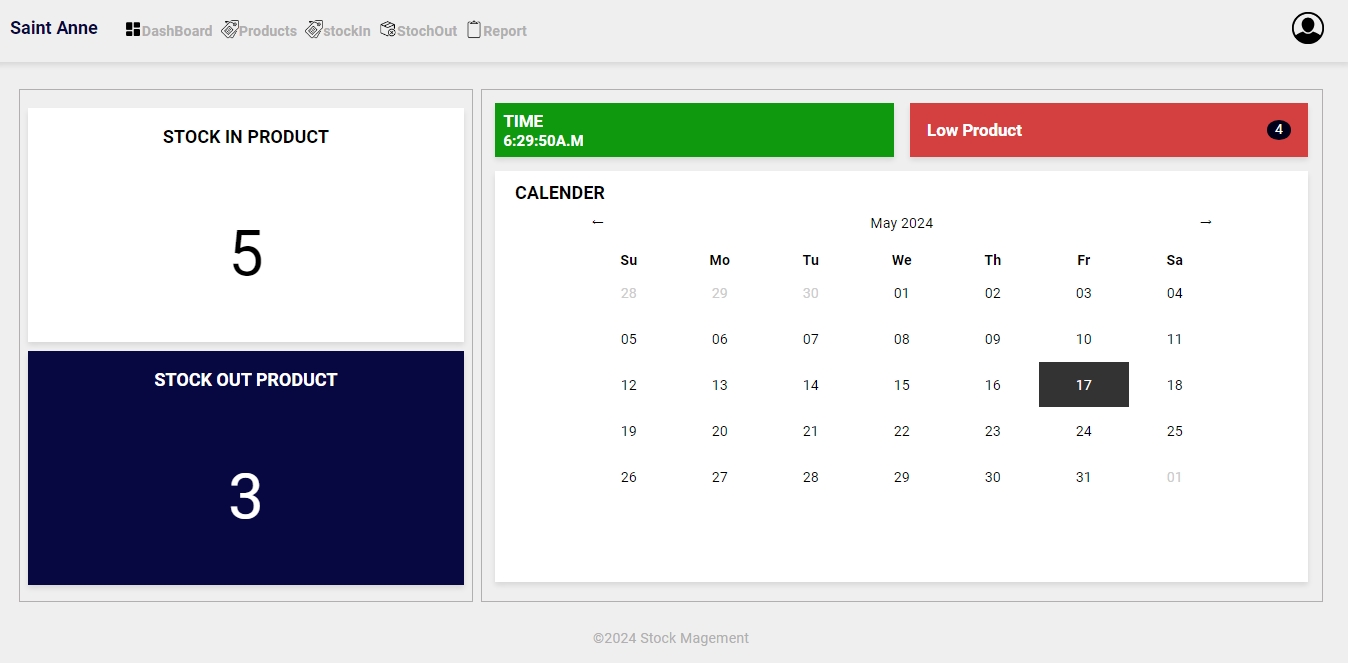 Saint Anne DashBoard Products stockIn StochOut Report
STOCK IN PRODUCT
5
STOCK OUT PRODUCT
3
TIME
6:29:50A.M
Low Product 4
CALENDER
← May 2024 →
Su Mo Tu We Th Fr Sa
28 29 30 01 02 03 04
05 06 07 08 09 10 11
12 13 14 15 16 17 18
19 20 21 22 23 24 25
26 27 28 29 30 31 01
©2024 Stock Magement